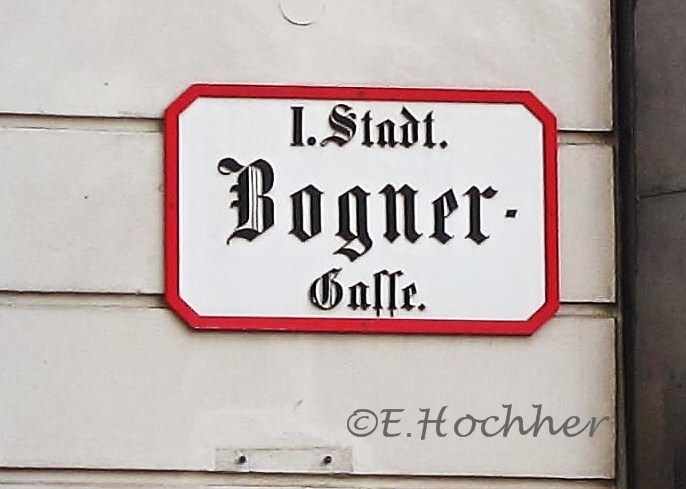 I. Stadt.
Bogner-
Gasse.
©E.Hochher